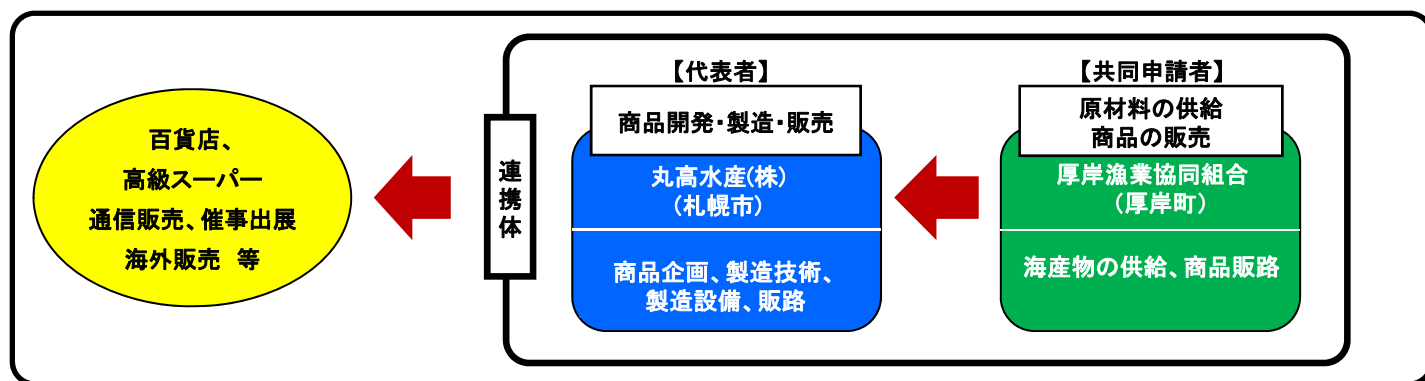 百貨店、
高級スーパー
通信販売、催事出展
海外販売　等
連携体
【代表者】
商品開発・製造・販売
丸高水産(株)
(札幌市)
商品企画、製造技術、
製造設備、販路
【共同申請者】
原材料の供給
商品の販売
厚岸漁業協同組合
(厚岸町)
海産物の供給、商品販路